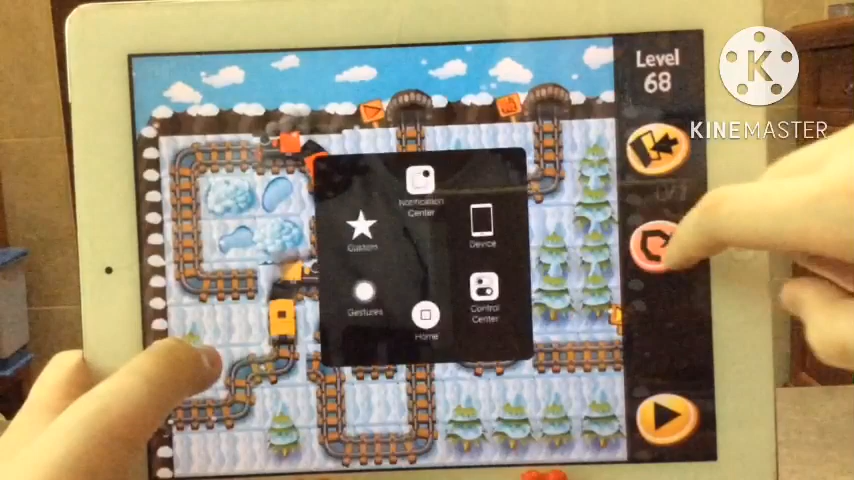 Level
68
K
KINEMASTER
Notification
Center
Custom
Device
Gestures
Control
Center
Home